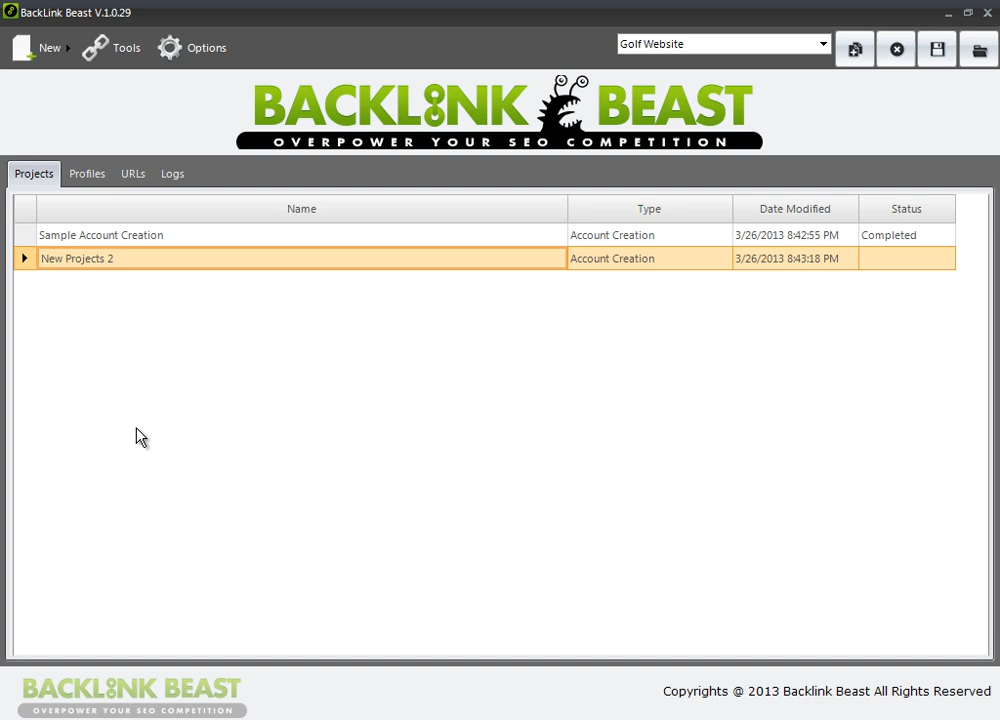 BackLink Beast V.1.0.29
New Tools Options Golf Website
BACKLINK BEAST
OVERPOWER YOUR SEO COMPETITION
Projects Profiles URLs Logs
Name Type Date Modified Status
Sample Account Creation Account Creation 3/26/2013 8:42:55 PM Completed
New Projects 2 Account Creation 3/26/2013 8:43:18 PM
BACKLINK BEAST
OVERPOWER YOUR SEO COMPETITION
Copyrights @ 2013 Backlink Beast All Rights Reserved